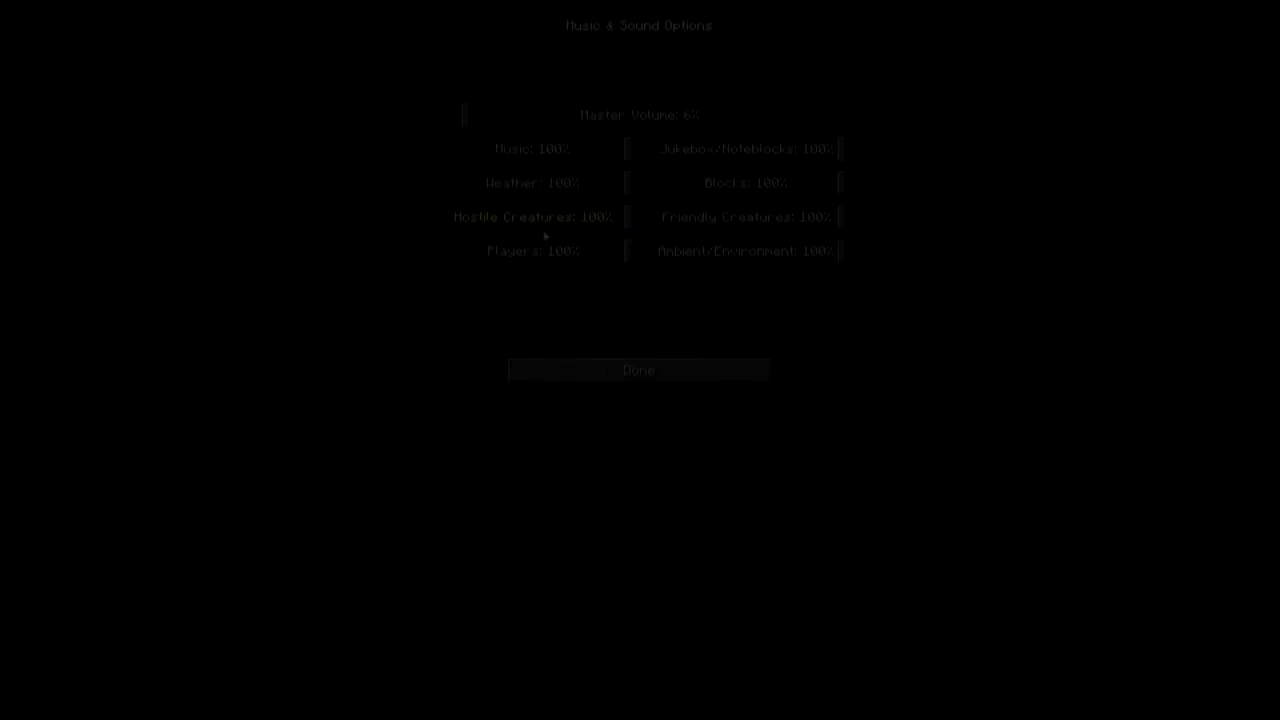 Music & Sound Options
Master Volume: 6%
Music: 100%
Jukebox/Noteblocks: 100%
Weather: 100%
Blocks: 100%
Hostile Creatures: 100%
Friendly Creatures: 100%
Players: 100%
Ambient/Environment: 100%
Done